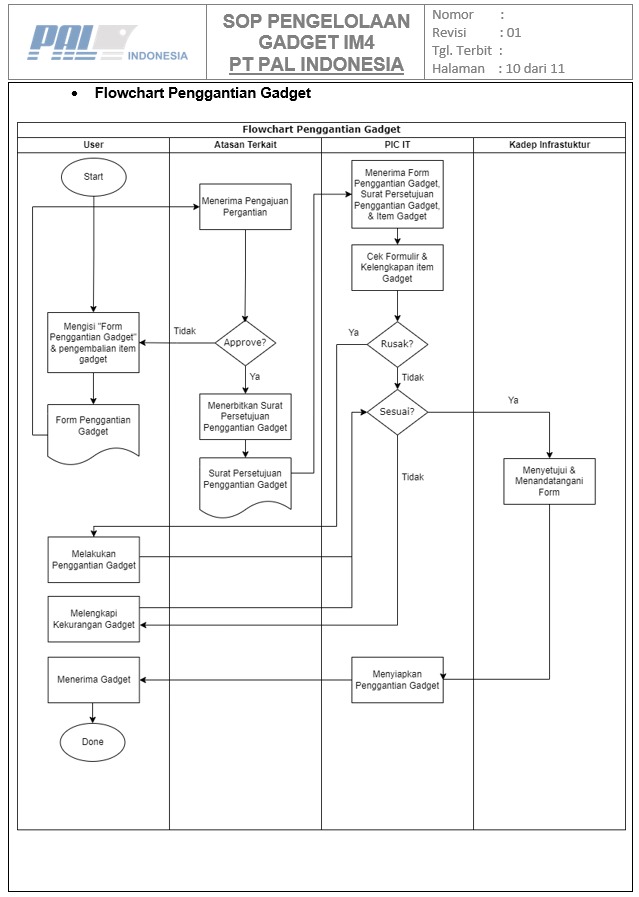 PAL INDONESIA
SOP PENGELOLAAN
GADGET IM4
PT PAL INDONESIA
Nomor :
Revisi : 01
Tgl. Terbit :
Halaman : 10 dari 11
• Flowchart Penggantian Gadget
Flowchart Penggantian Gadget
User
Atasan Terkait
PIC IT
Kadep Infrastuktur
Start
Menerima Pengajuan
Pergantian
Menerima Form
Penggantian Gadget,
Surat Persetujuan
Penggantian Gadget,
& Item Gadget
Cek Formulir &
Kelengkapan item
Gadget
Mengisi "Form
Penggantian Gadget"
& pengembalian item
gadget
Tidak
Approve?
Ya
Rusak?
Ya
Tidak
Form Penggantian
Gadget
Menerbitkan Surat
Persetujuan
Penggantian Gadget
Sesuai?
Ya
Surat Persetujuan
Penggantian Gadget
Tidak
Menyetujui &
Menandatangani
Form
Melakukan
Penggantian Gadget
Melengkapi
Kekurangan Gadget
Menerima Gadget
Menyiapkan
Penggantian Gadget
Done